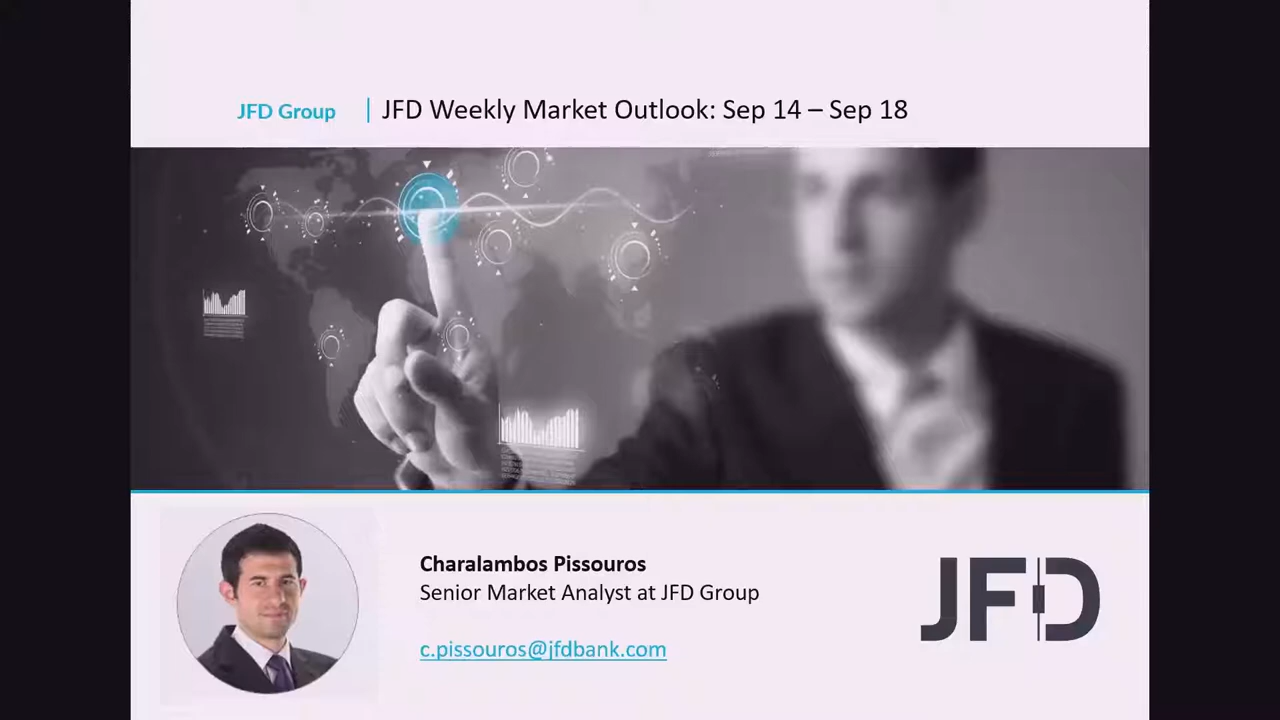 JFD Group | JFD Weekly Market Outlook: Sep 14 – Sep 18
Charalambos Pissouros
Senior Market Analyst at JFD Group
c.pissouros@jfdbank.com
JFD